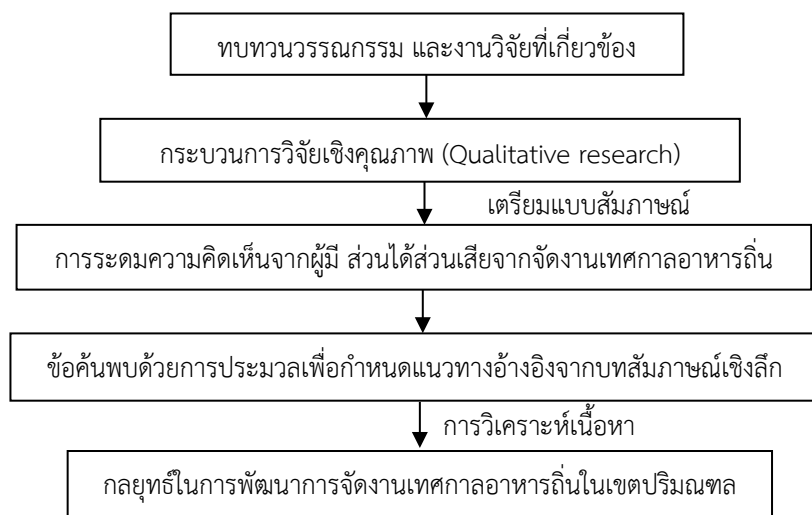 ทบทวนวรรณกรรม และงานวิจัยที่เกี่ยวข้อง
กระบวนการวิจัยเชิงคุณภาพ (Qualitative research)
เตรียมแบบสัมภาษณ์
การระดมความคิดเห็นจากผู้มี ส่วนได้ส่วนเสียจากจัดงานเทศกาลอาหารถิ่น
ข้อค้นพบด้วยการประมวลเพื่อกำหนดแนวทางอ้างอิงจากบทสัมภาษณ์เชิงลึก
การวิเคราะห์เนื้อหา
กลยุทธ์ในการพัฒนาการจัดงานเทศกาลอาหารถิ่นในเขตปริมณฑล